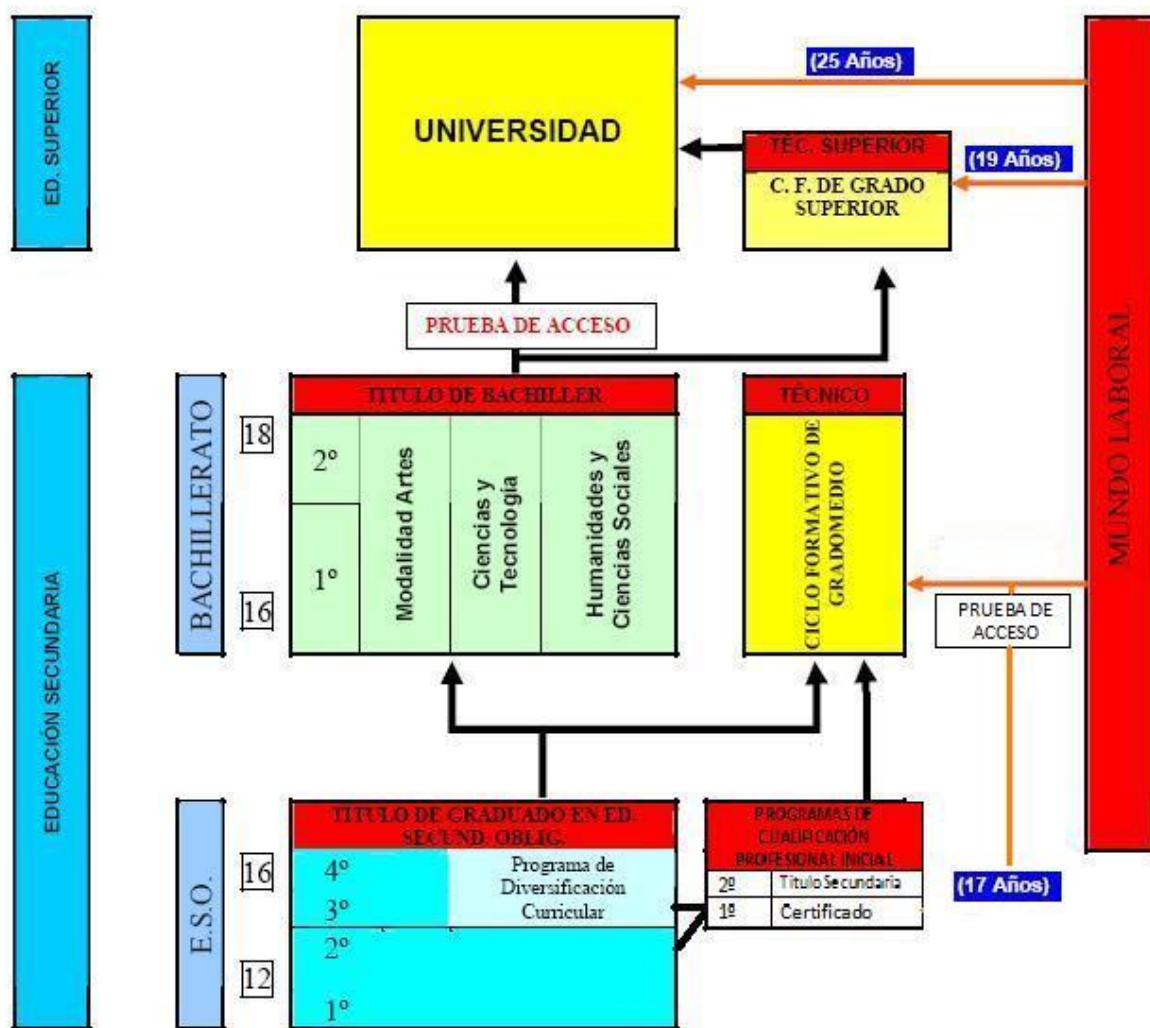 ED. SUPERIOR
UNIVERSIDAD
(25 Años)
TÉC. SUPERIOR
C. F. DE GRADO
SUPERIOR
(19 Años)
MUNDO LABORAL
PRUEBA DE ACCESO
EDUCACIÓN SECUNDARIA
BACHILLERATO
18
16
TITULO DE BACHILLER
2º
1º
Modalidad Artes
Ciencias y
Tecnología
Humanidades y
Ciencias Sociales
TÉCNICO
CICLO FORMATIVO DE
GRADOMEDIO
PRUEBA DE
ACCESO
E.S.O.
16
12
TITULO DE GRADUADO EN ED.
SECUND. OBLIG.
4º
3º
Programa de
Diversificación
Curricular
2º
1º
PROGRAMAS DE
CUALIFICACIÓN
PROFESIONAL INICIAL
2º Titulo Secundaria
1º Certificado
(17 Años)